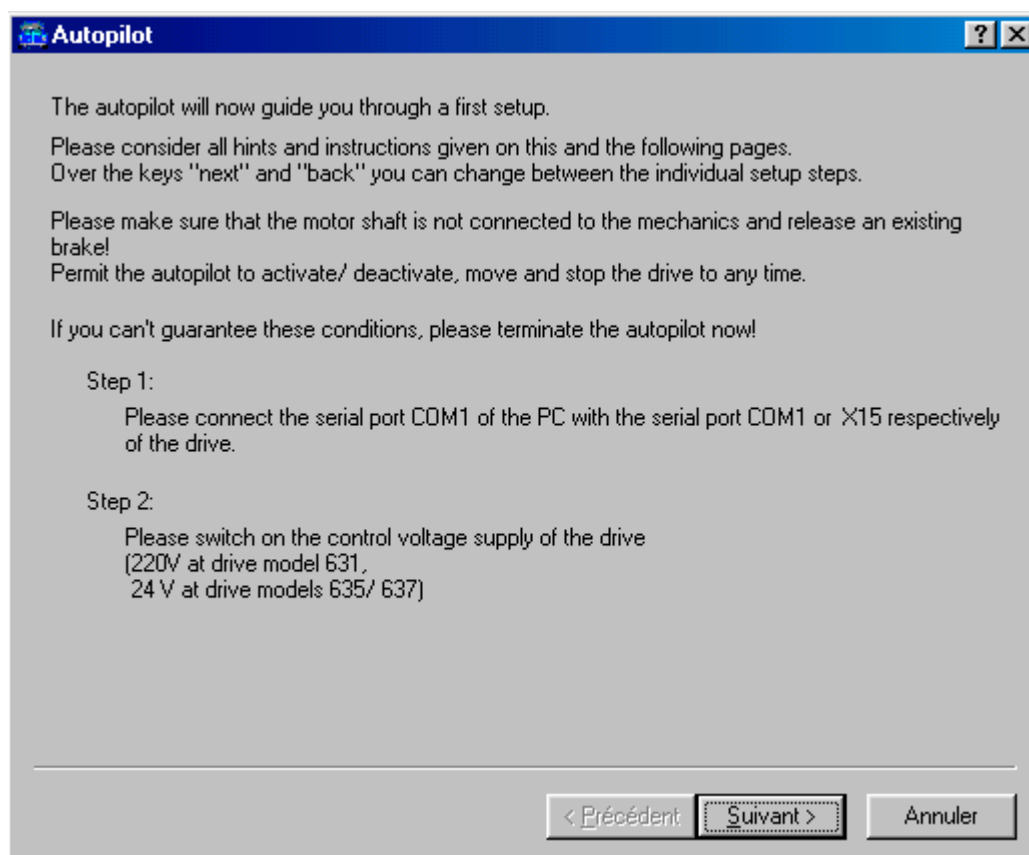 Autopilot
The autopilot will now guide you through a first setup.
Please consider all hints and instructions given on this and the following pages.
Over the keys "next" and "back" you can change between the individual setup steps.
Please make sure that the motor shaft is not connected to the mechanics and release an existing
brake!
Permit the autopilot to activate/ deactivate, move and stop the drive to any time.
If you can't guarantee these conditions, please terminate the autopilot now!
Step 1:
Please connect the serial port COM1 of the PC with the serial port COM1 or X15 respectively
of the drive.
Step 2:
Please switch on the control voltage supply of the drive
(220V at drive model 631,
24 V at drive models 635/ 637)
< Précédent Suivant > Annuler